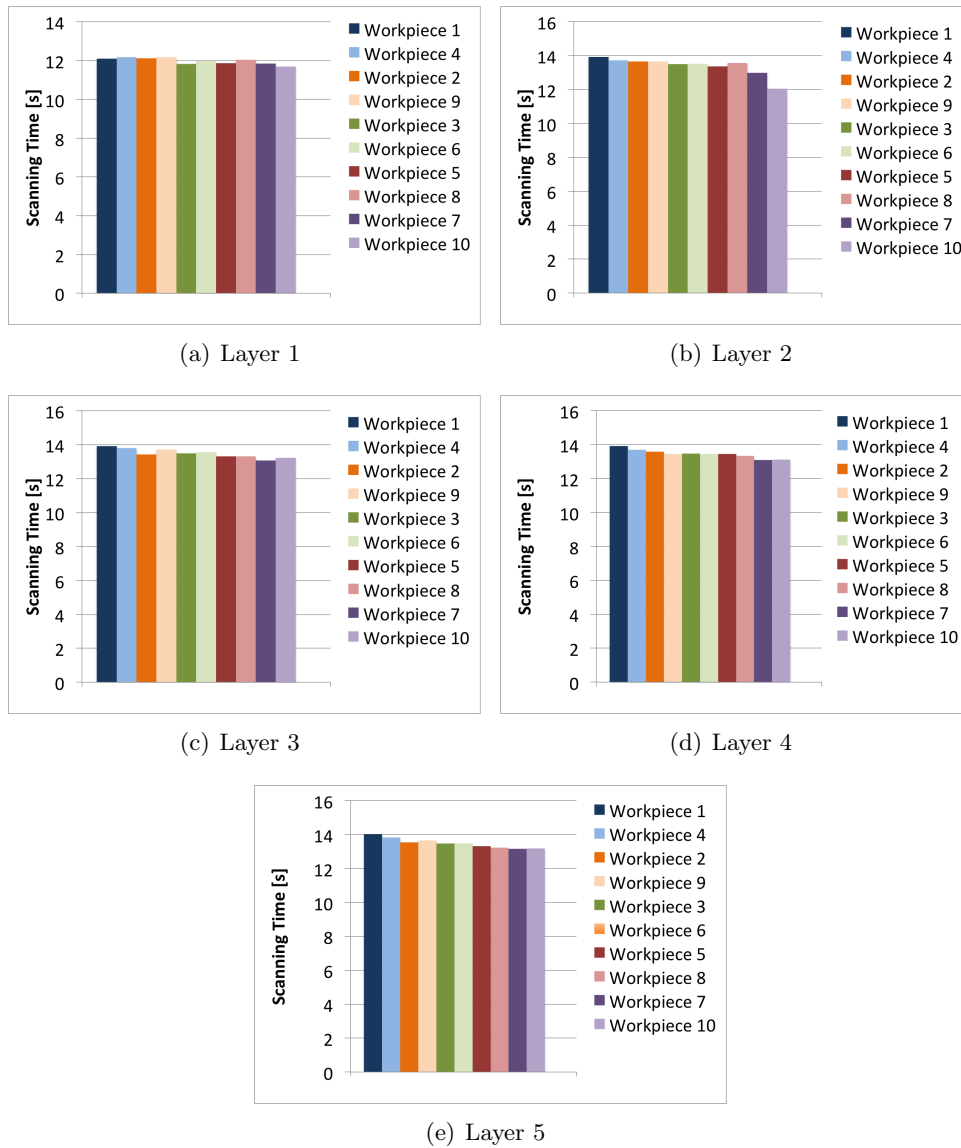 14
12
10
8
6
4
2
0
Scanning Time [s]
Workpiece 1
Workpiece 4
Workpiece 2
Workpiece 9
Workpiece 3
Workpiece 6
Workpiece 5
Workpiece 8
Workpiece 7
Workpiece 10
(a) Layer 1
16
14
12
10
8
6
4
2
0
Scanning Time [s]
Workpiece 1
Workpiece 4
Workpiece 2
Workpiece 9
Workpiece 3
Workpiece 6
Workpiece 5
Workpiece 8
Workpiece 7
Workpiece 10
(b) Layer 2
16
14
12
10
8
6
4
2
0
Scanning Time [s]
Workpiece 1
Workpiece 4
Workpiece 2
Workpiece 9
Workpiece 3
Workpiece 6
Workpiece 5
Workpiece 8
Workpiece 7
Workpiece 10
(c) Layer 3
16
14
12
10
8
6
4
2
0
Scanning Time [s]
Workpiece 1
Workpiece 4
Workpiece 2
Workpiece 9
Workpiece 3
Workpiece 6
Workpiece 5
Workpiece 8
Workpiece 7
Workpiece 10
(d) Layer 4
16
14
12
10
8
6
4
2
0
Scanning Time [s]
Workpiece 1
Workpiece 4
Workpiece 2
Workpiece 9
Workpiece 3
Workpiece 6
Workpiece 5
Workpiece 8
Workpiece 7
Workpiece 10
(e) Layer 5